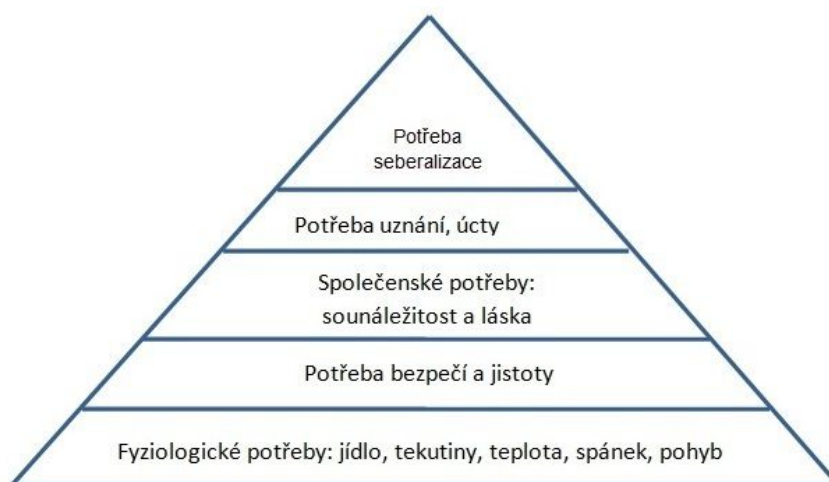 Potřeba
seberalizace
Potřeba uznání, úcty
Společenské potřeby:
sounáležitost a láska
Potřeba bezpečí a jistoty
Fyziologické potřeby: jídlo, tekutiny, teplota, spánek, pohyb